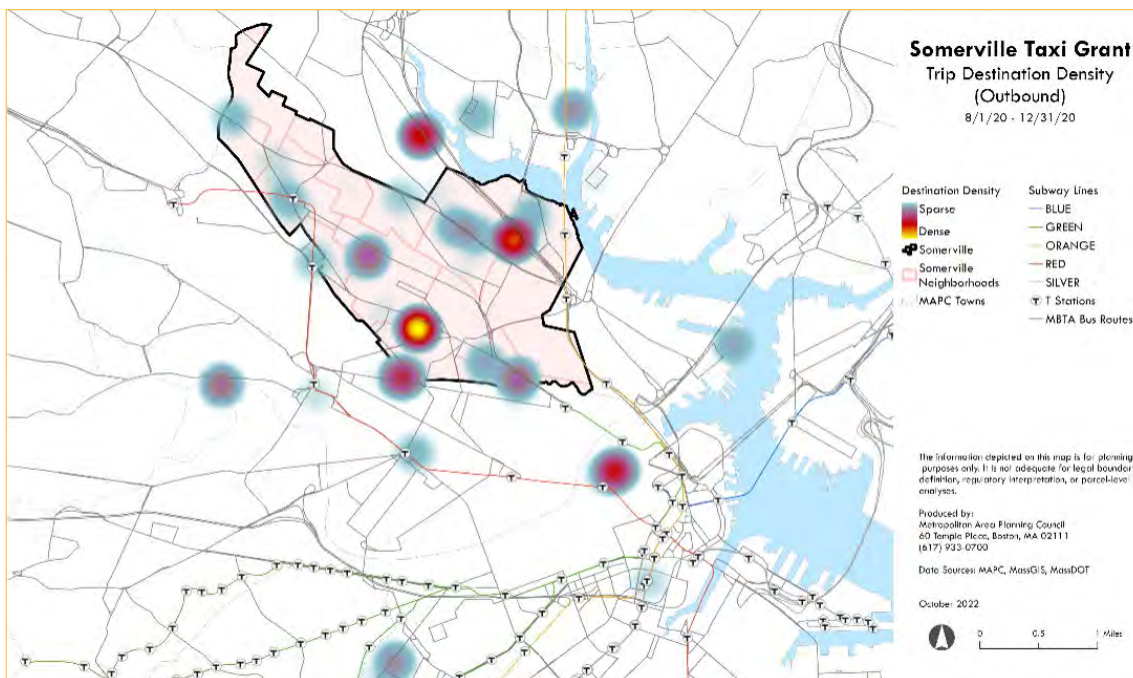 Somerville Taxi Grant
Trip Destination Density
(Outbound)
8/1/20 - 12/31/20
Destination Density
Sparse
Dense
Somerville
Somerville
Neighborhoods
MAPC Towns
Subway Lines
BLUE
GREEN
ORANGE
RED
SILVER
T T Stations
MBTA Bus Routes
The information depicted on this map is for planning
purposes only. It is not adequate for legal boundar
definition, regulatory interpretation, or parcel-level
analyses.
Produced by:
Metropolitan Area Planning Council
60 Temple Place, Boston, MA 02111
(617) 933-0700
Data Sources: MAPC, MassGIS, MassDOT
October 2022
0 0.5 1 Miles